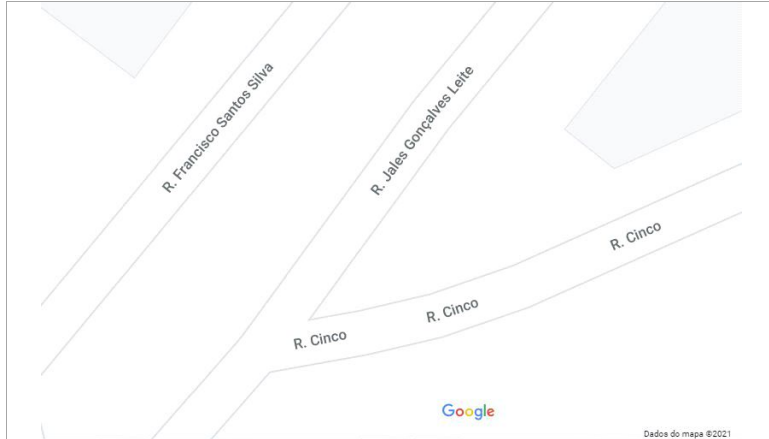 R. Francisco Santos Silva
R. Jales Gonçalves Leite
R. Cinco
R. Cinco
R. Cinco
Google
Dados do mapa ©2021